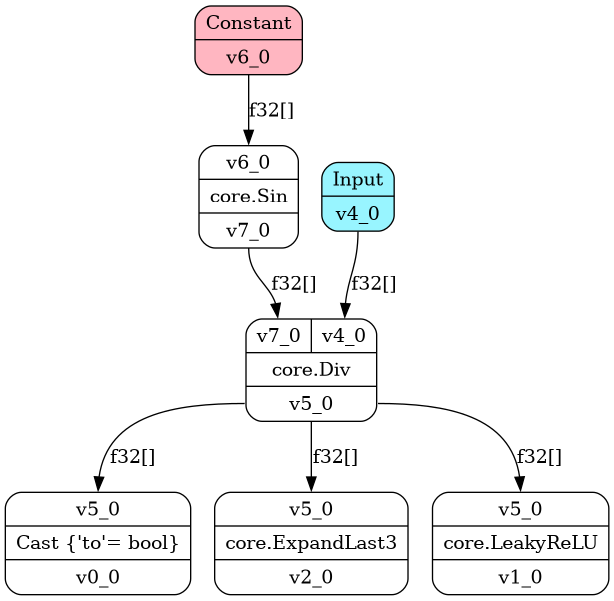 Constant
v6_0
f32[]
v6_0
core.Sin
v7_0
Input
v4_0
f32[]
f32[]
v7_0 v4_0
core.Div
v5_0
f32[]
f32[]
f32[]
v5_0
Cast {'to'= bool}
v0_0
v5_0
core.ExpandLast3
v2_0
v5_0
core.LeakyReLU
v1_0